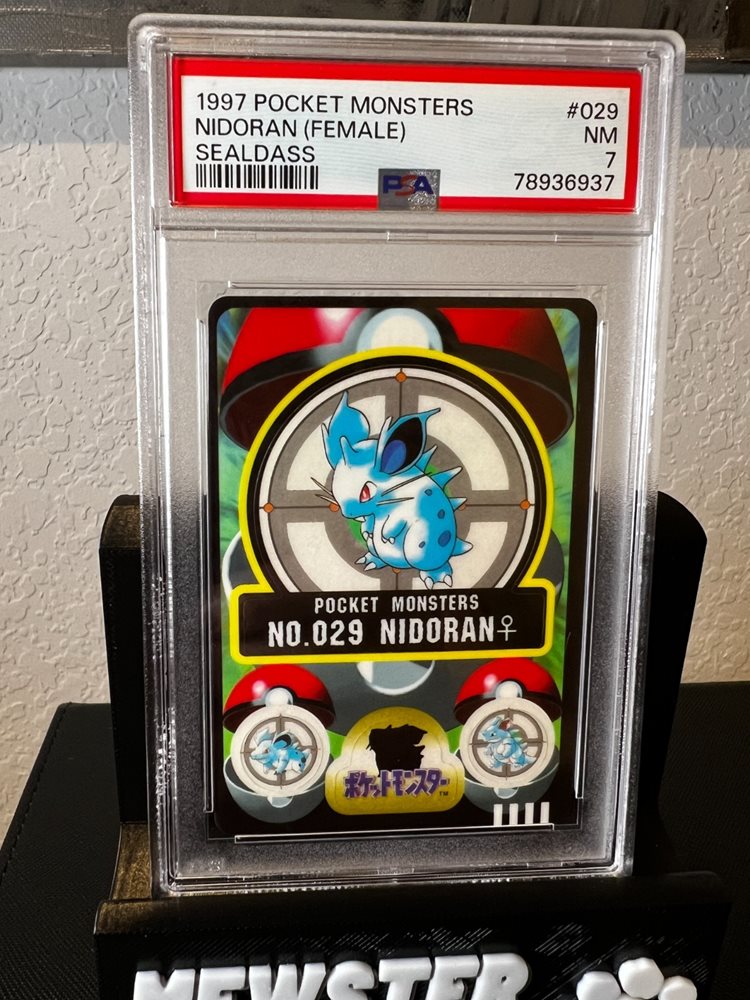 1997 POCKET MONSTERS
#029
NIDORAN (FEMALE)
NM
SEALDASS
7
PSA
78936937
POCKET MONSTERS
NO.029 NIDORAN♀
ポケットモンスター
TM
MEWSTER